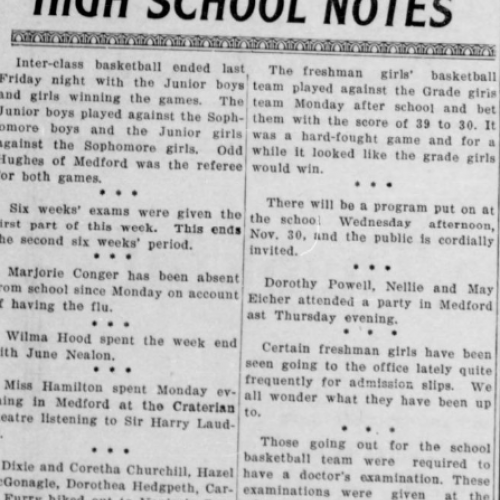 HIGH SCHOOL NOTES
Inter-class basketball ended last
Friday night with the Junior boys
and girls winning the games. The
Junior boys played against the Soph-
omore boys and the Junior girls
against the Sophomore girls. Odd
Hughes of Medford was the referee
for both games.
* * *
Six weeks' exams were given the
first part of this week. This ends
the second six weeks' period.
* * *
Marjorie Conger has been absent
from school since Monday on account
of having the flu.
* * *
Wilma Hood spent the week end
with June Nealon.
* * *
Miss Hamilton spent Monday ev-
ening in Medford at the Craterian
theatre listening to Sir Harry Laud-
* * *
Dixie and Coretha Churchill, Hazel
McGonagle, Dorothea Hedgpeth, Car-
Furry hiked out to
The freshman girls' basketball
team played against the Grade girls
team Monday after school and bet
them with the score of 39 to 30. It
was a hard-fought game and for a
while it looked like the grade girls
would win.
* * *
There will be a program put on at
the school Wednesday afternoon,
Nov. 30, and the public is cordially
invited.
* * *
Dorothy Powell, Nellie and May
Eicher attended a party in Medford
last Thursday evening.
* * *
Certain freshman girls have been
seen going to the office lately quite
frequently for admission slips. We
all wonder what they have been up
to.
* * *
Those going out for the school
basketball team were required to
have a doctor's examination. These
examinations were given at the